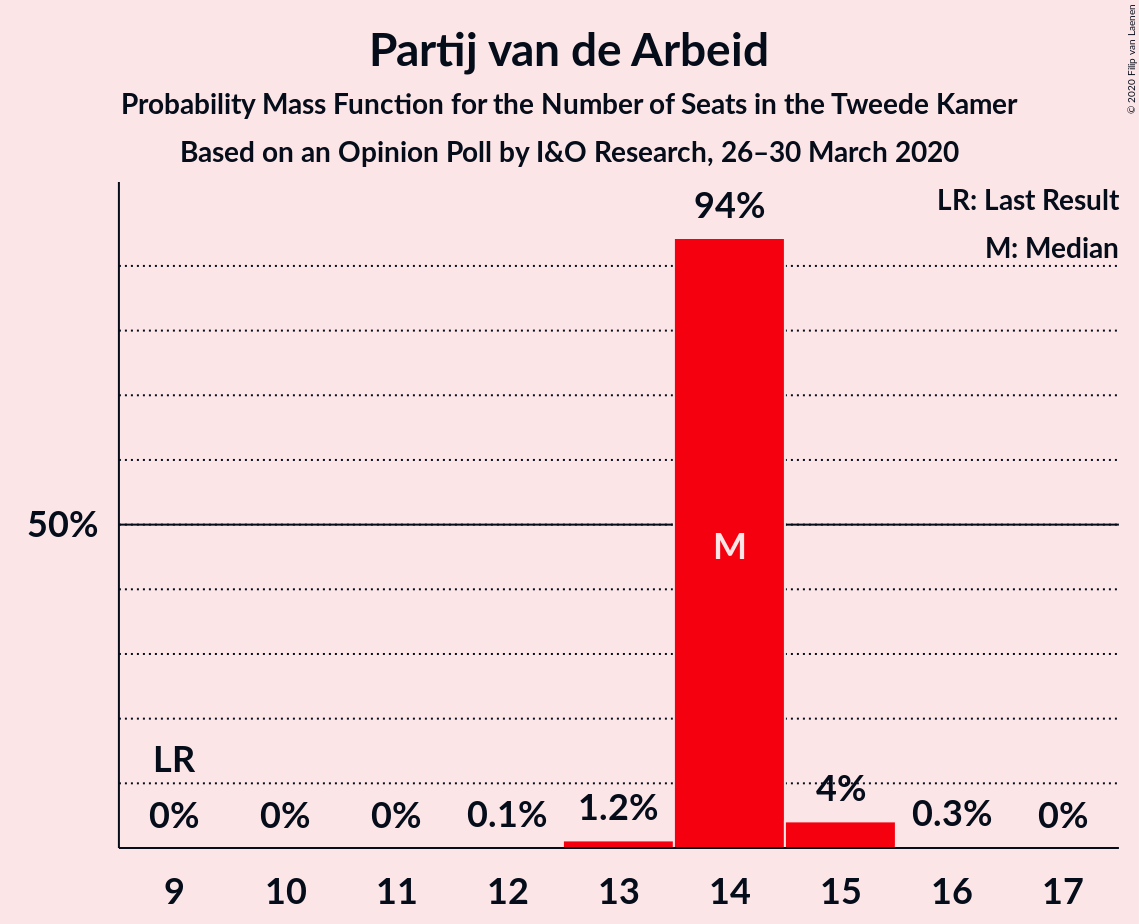 Partij van de Arbeid
Probability Mass Function for the Number of Seats in the Tweede Kamer
Based on an Opinion Poll by I&O Research, 26–30 March 2020
© 2020 Filip van Laenen
LR: Last Result
M: Median
94%
50%
M
LR
0%
0%
0%
0.1%
1.2%
4%
0.3%
0%
9
10
11
12
13
14
15
16
17